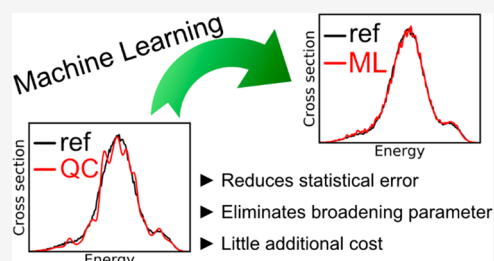 Machine Learning
ref
ML
Cross section
Energy
ref
QC
Cross section
Energy
► Reduces statistical error
► Eliminates broadening parameter
► Little additional cost